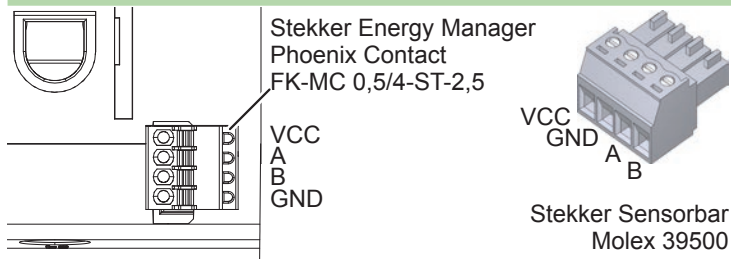 Stekker Energy Manager
Phoenix Contact
FK-MC 0,5/4-ST-2,5
VCC
A
B
GND
VCC
GND
A
B
Stekker Sensorbar
Molex 39500